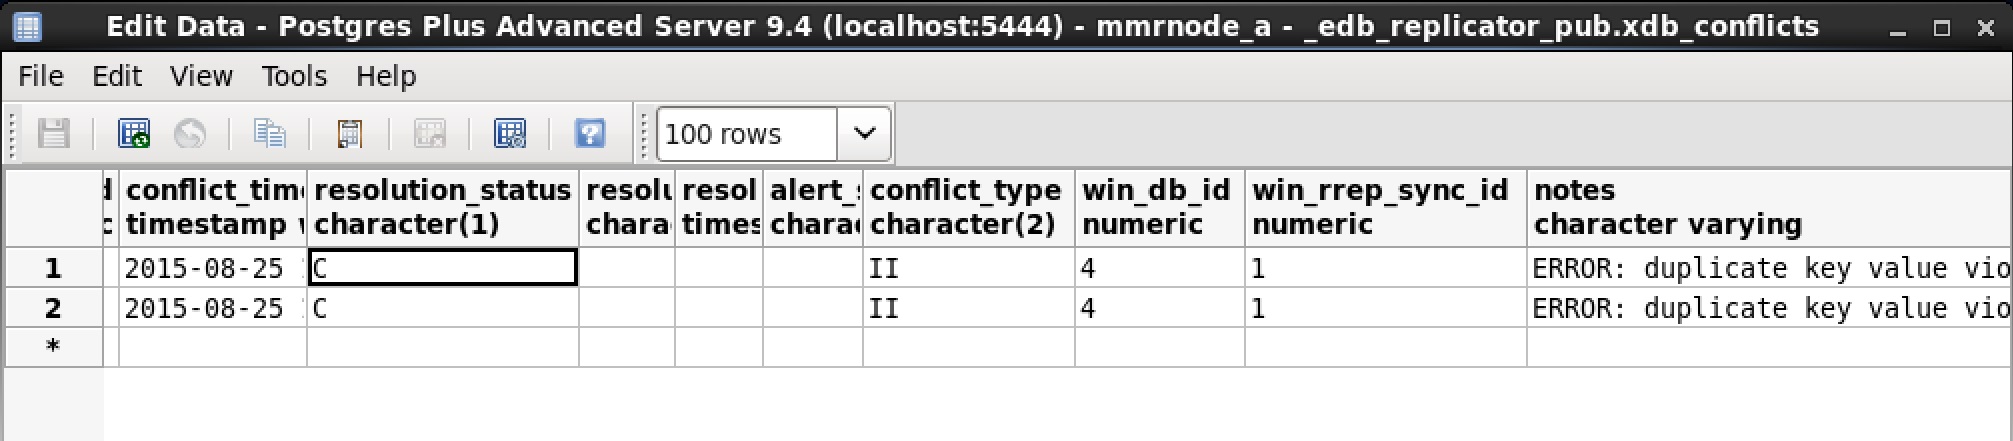 Edit Data - Postgres Plus Advanced Server 9.4 (localhost:5444) - mmrnode_a - _edb_replicator_pub.xdb_conflicts
File Edit View Tools Help
100 rows
d conflict_tim resolution_status resolu resol alert_s conflict_type win_db_id win_rrep_sync_id notes
c timestamp character(1) chara times charac character(2) numeric numeric character varying
1 2015-08-25 C II 4 1 ERROR: duplicate key value vio
2 2015-08-25 C II 4 1 ERROR: duplicate key value vio
*